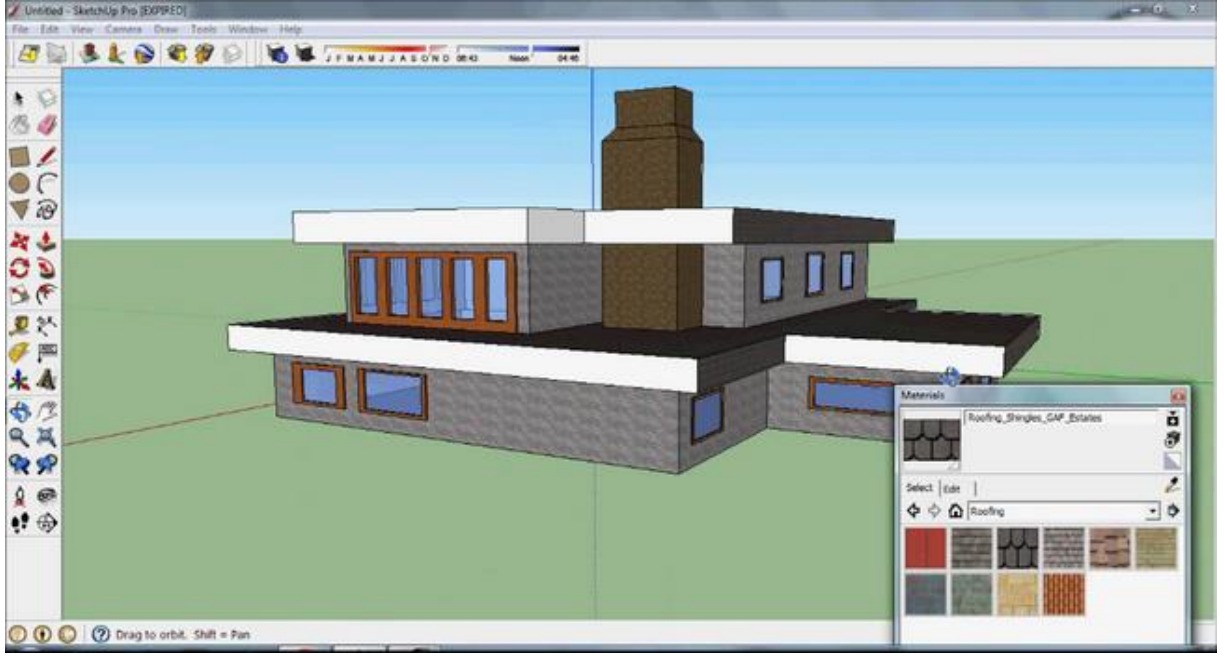 Untitled - SketchUp Pro [EXPIRED]
File Edit View Camera Draw Tools Window Help
J F M A M J J A S O N D 06:43 Noon 04:46
Materials
Roofing_Shingles_GAF_Estates
Select Edit
Roofing
Drag to orbit. Shift = Pan